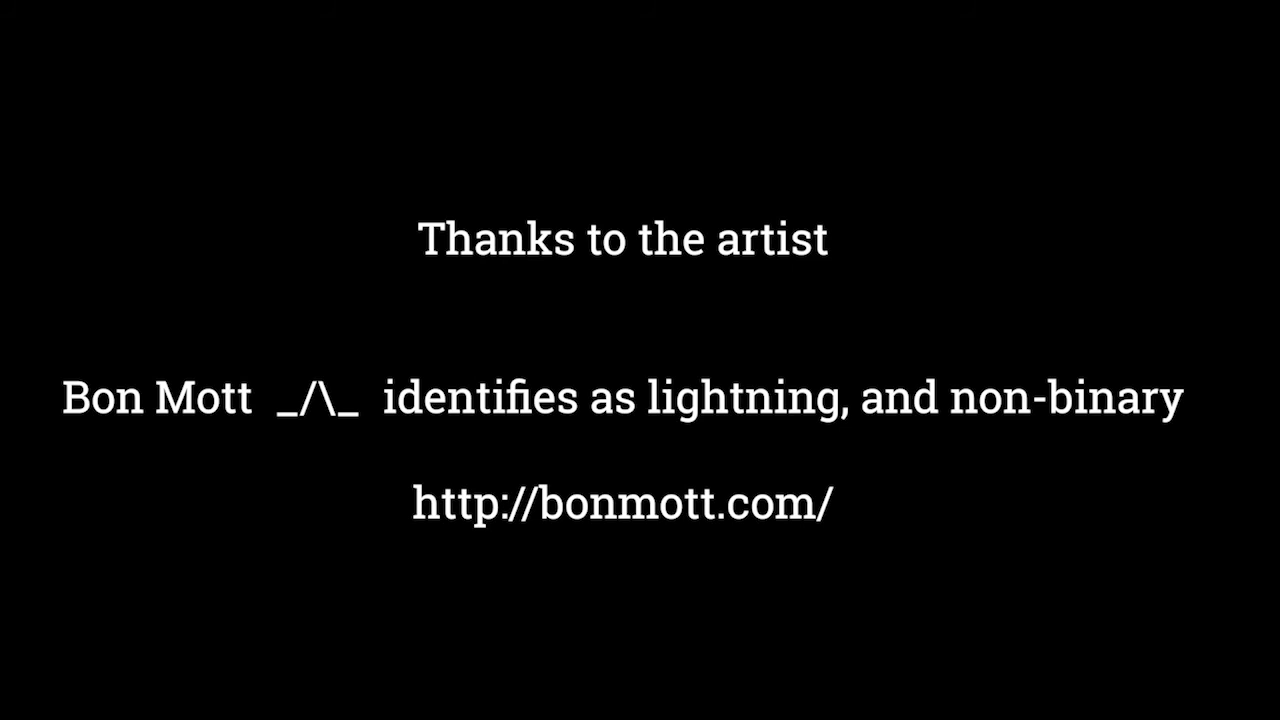 Thanks to the artist
Bon Mott _/\_ identifies as lightning, and non-binary
http://bonmott.com/